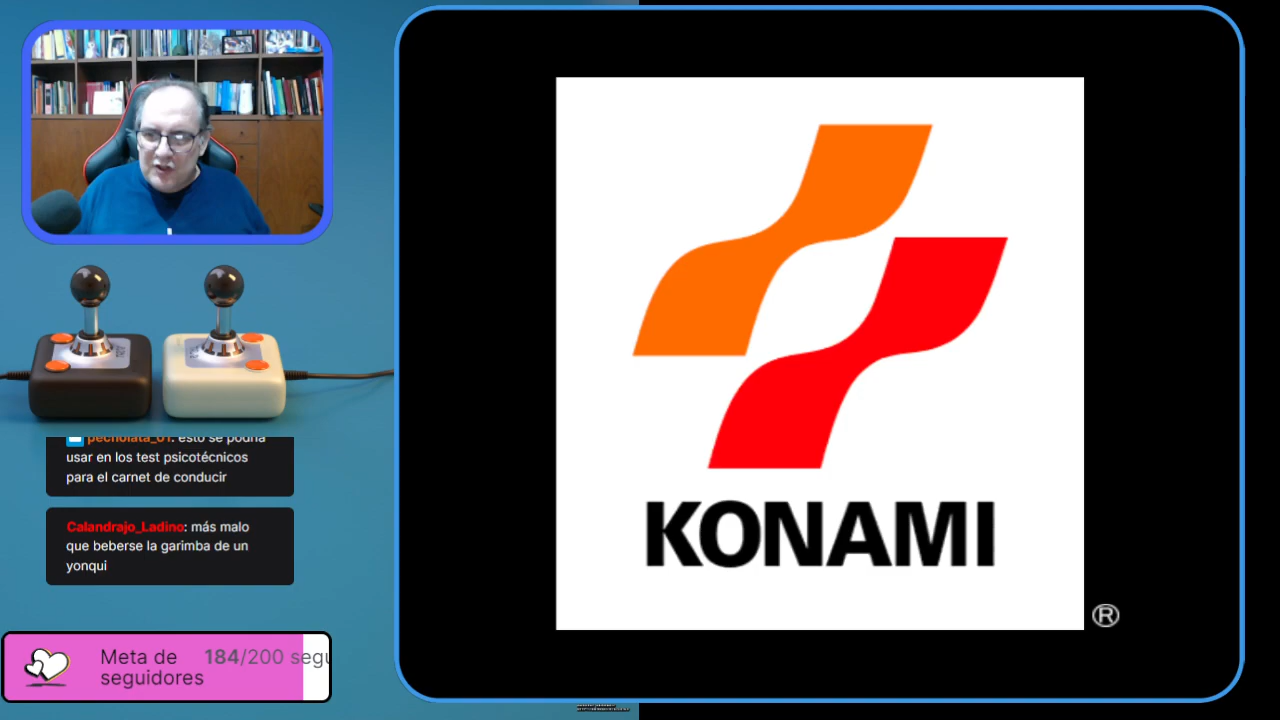 pecholata_01: esto se podría
usar en los test psicotécnicos
para el carnet de conducir
Calandrajo_Ladino: más malo
que beberse la garimba de un
yonqui
Meta de
seguidores
184/200 segu
KONAMI
®